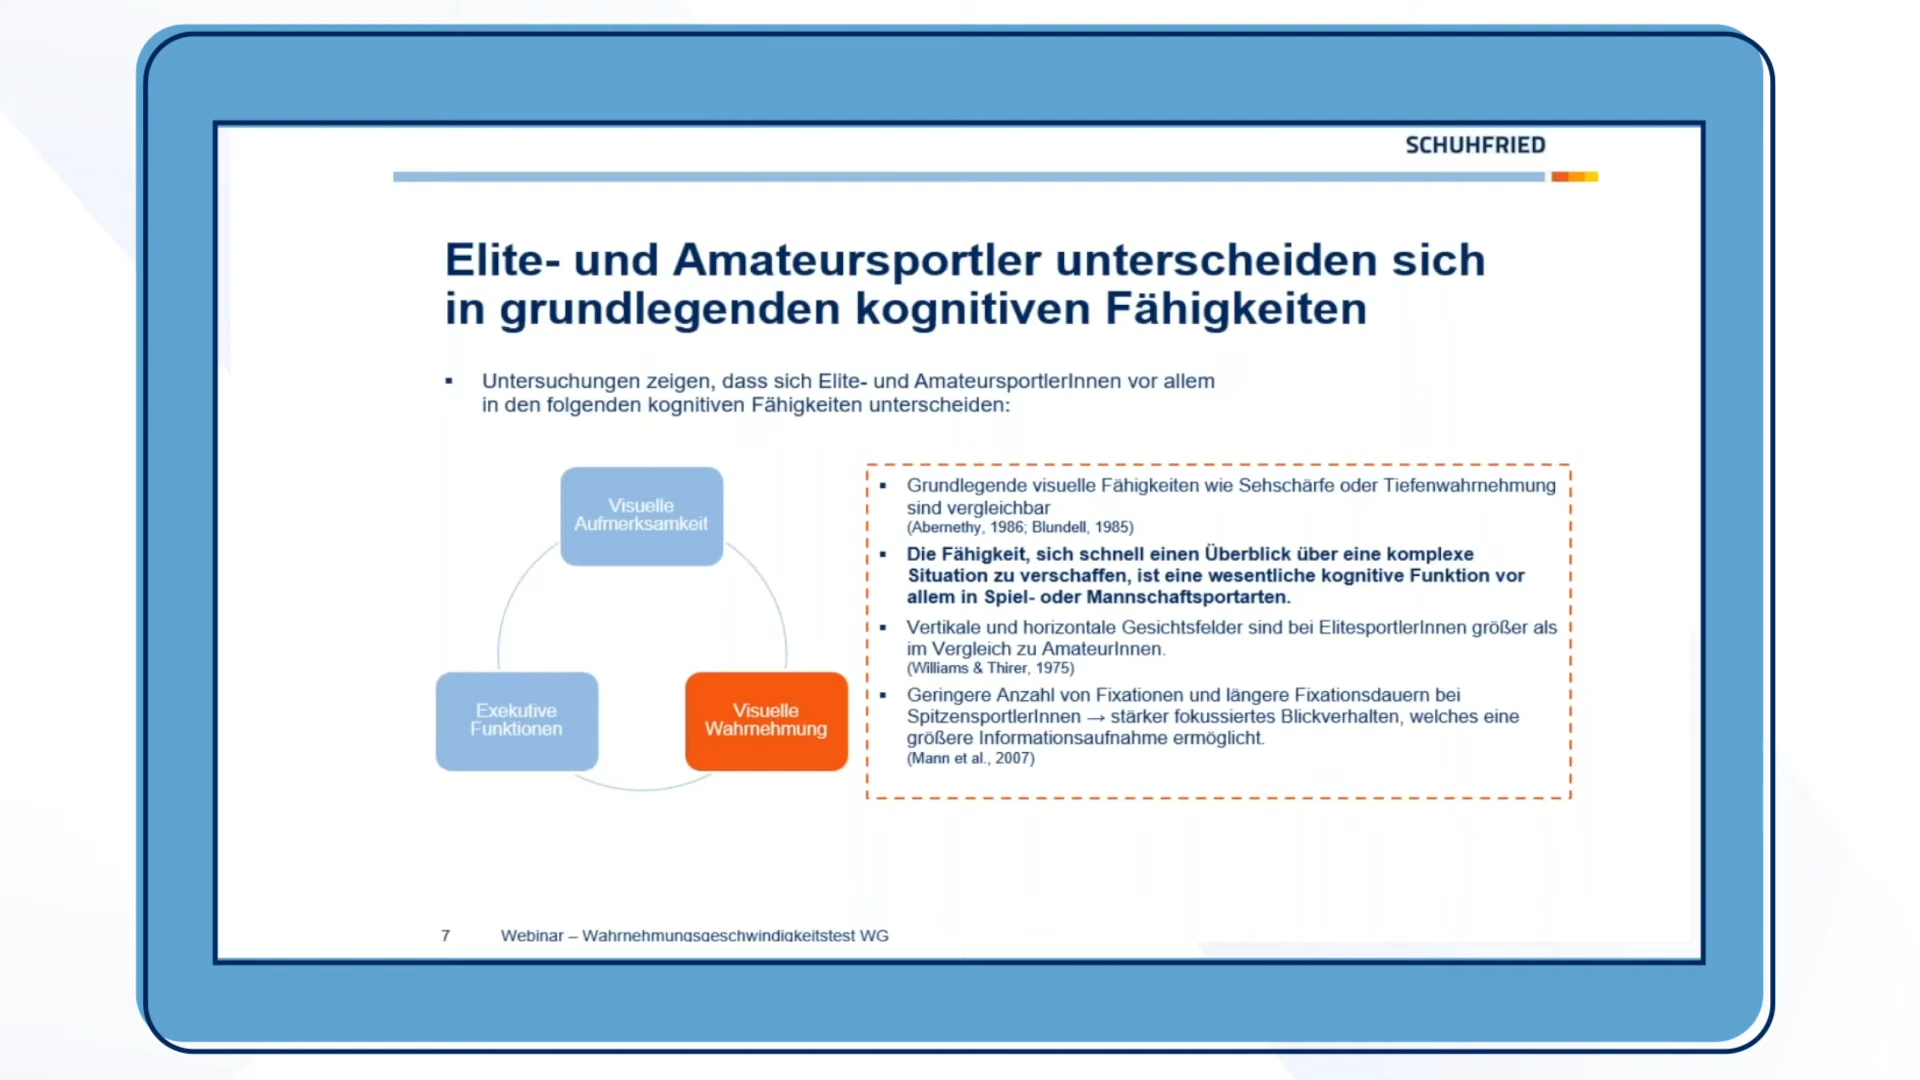 SCHUHFRIED
Elite- und Amateursportler unterscheiden sich
in grundlegenden kognitiven Fähigkeiten
▪ Untersuchungen zeigen, dass sich Elite- und AmateursportlerInnen vor allem
in den folgenden kognitiven Fähigkeiten unterscheiden:
Visuelle
Aufmerksamkeit
Exekutive
Funktionen
Visuelle
Wahrnehmung
▪ Grundlegende visuelle Fähigkeiten wie Sehschärfe oder Tiefenwahrnehmung
sind vergleichbar
(Abernethy, 1986; Blundell, 1985)
▪ Die Fähigkeit, sich schnell einen Überblick über eine komplexe
Situation zu verschaffen, ist eine wesentliche kognitive Funktion vor
allem in Spiel- oder Mannschaftsportarten.
▪ Vertikale und horizontale Gesichtsfelder sind bei ElitesportlerInnen größer als
im Vergleich zu AmateurInnen.
(Williams & Thirer, 1975)
▪ Geringere Anzahl von Fixationen und längere Fixationsdauern bei
SpitzensportlerInnen → stärker fokussiertes Blickverhalten, welches eine
größere Informationsaufnahme ermöglicht.
(Mann et al., 2007)
7 Webinar – Wahrnehmungsgeschwindigkeitstest WG